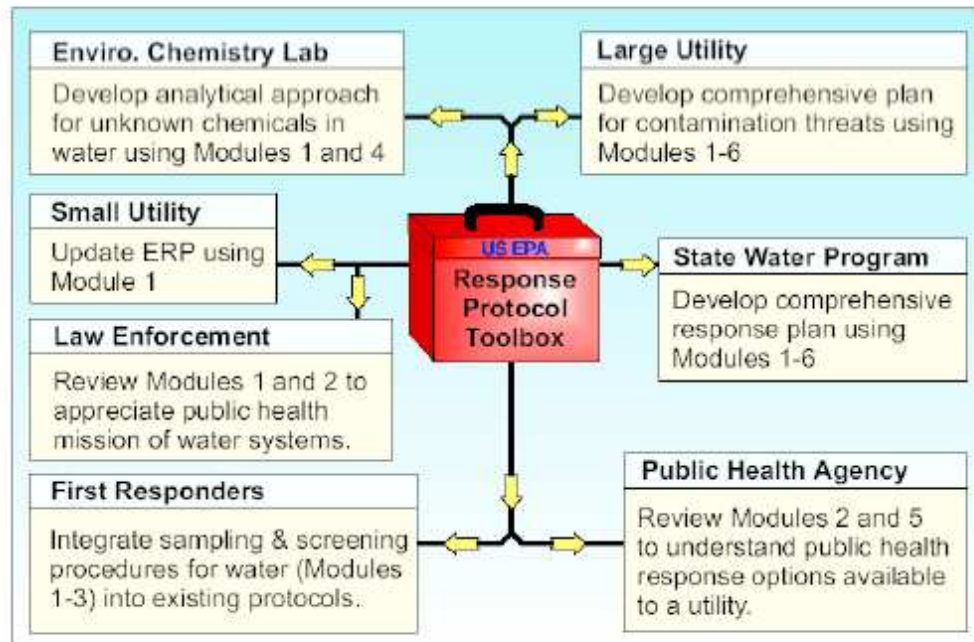 Enviro. Chemistry Lab
Develop analytical approach
for unknown chemicals in
water using Modules 1 and 4
Large Utility
Develop comprehensive plan
for contamination threats using
Modules 1-6
Small Utility
Update ERP using
Module 1
US EPA
Response
Protocol
Toolbox
State Water Program
Develop comprehensive
response plan using
Modules 1-6
Law Enforcement
Review Modules 1 and 2 to
appreciate public health
mission of water systems.
First Responders
Integrate sampling & screening
procedures for water (Modules
1-3) into existing protocols.
Public Health Agency
Review Modules 2 and 5
to understand public health
response options available
to a utility.